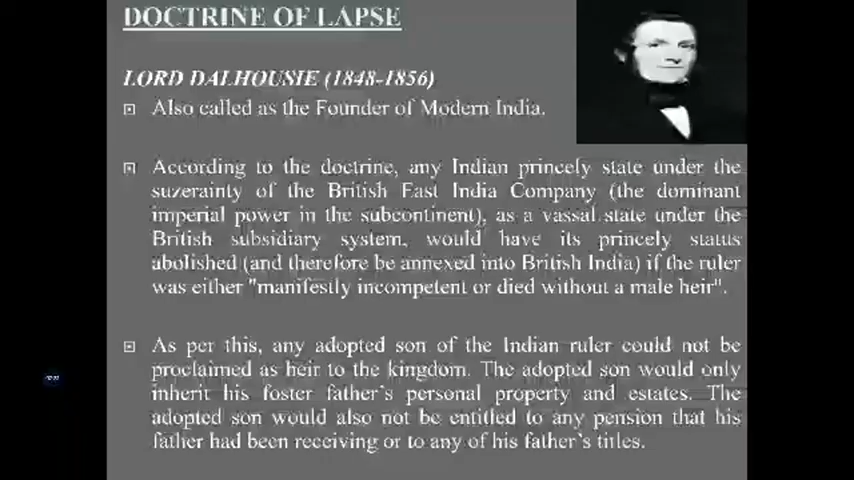 DOCTRINE OF LAPSE
LORD DALHOUSIE (1848-1856)
Also called as the Founder of Modern India.
According to the doctrine, any Indian princely state under the
suzerainty of the British East India Company (the dominant
imperial power in the subcontinent), as a vassal state under the
British subsidiary system, would have its princely status
abolished (and therefore be annexed into British India) if the ruler
was either "manifestly incompetent or died without a male heir".
As per this, any adopted son of the Indian ruler could not be
proclaimed as heir to the kingdom. The adopted son would only
inherit his foster father's personal property and estates. The
adopted son would also not be entitled to any pension that his
father had been receiving or to any of his father's titles.